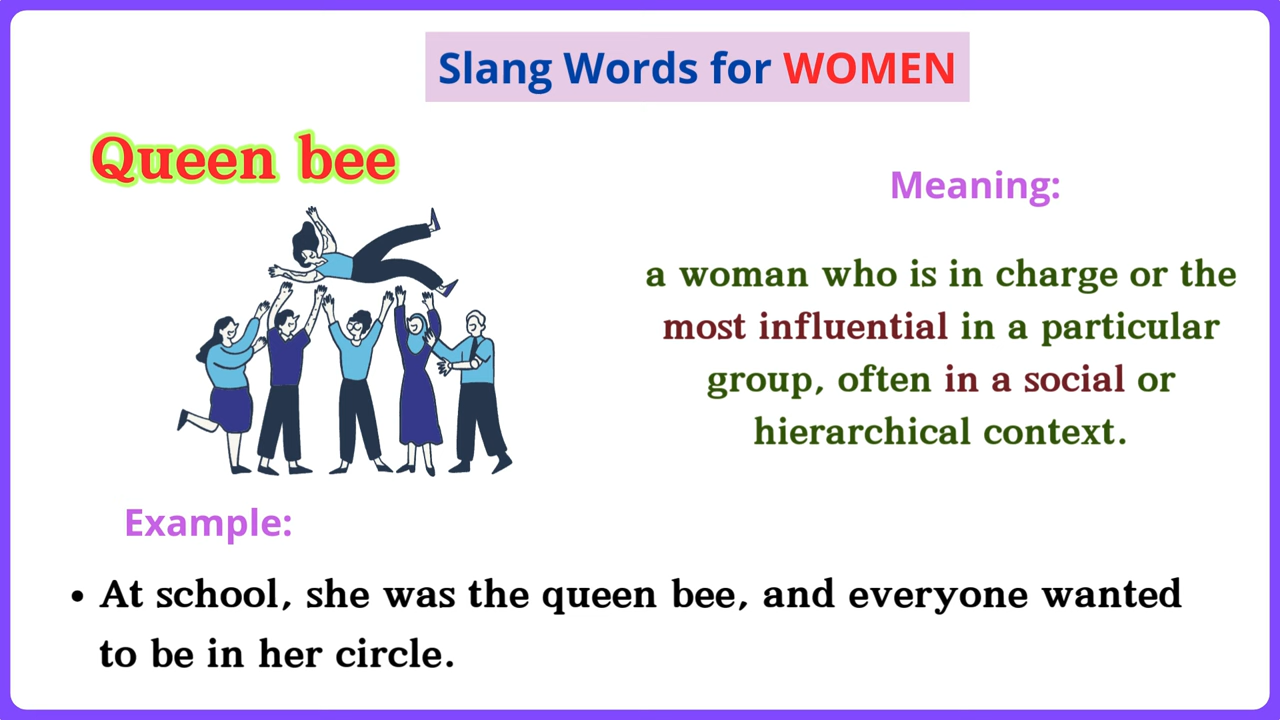 Slang Words for WOMEN
Queen bee
Meaning:
a woman who is in charge or the
most influential in a particular
group, often in a social or
hierarchical context.
Example:
• At school, she was the queen bee, and everyone wanted
to be in her circle.